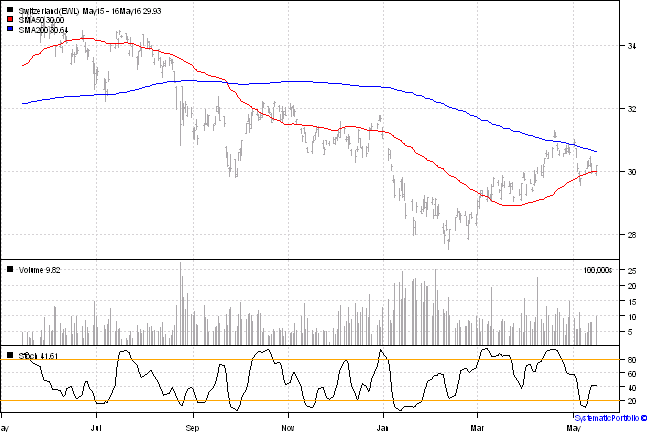 Switzerland(EWL) May15 - 16May16 29.93
SMA50 30.00
SMA200 30.64
34
32
30
28
Volume 9.82
100,000s
25
20
15
10
5
Stoch 41.61
80
60
40
20
ay Jul Sep Nov Jan Mar May
SystematicPortfolio ©